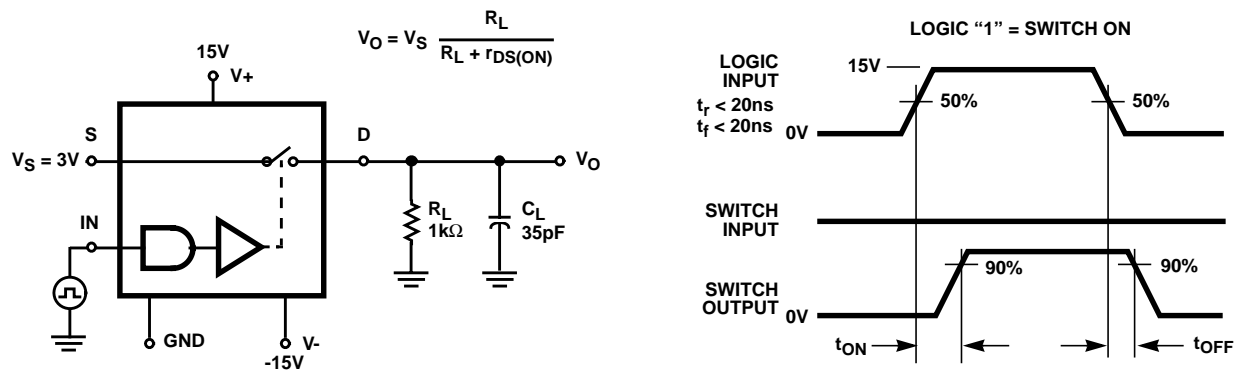 V_O = V_S R_L / (R_L + r_DS(ON))
15V
V+
S
D
V_S = 3V
V_O
IN
R_L
1kΩ
C_L
35pF
GND
V-
-15V
LOGIC “1” = SWITCH ON
LOGIC
INPUT
15V
t_r < 20ns
t_f < 20ns
0V
50%
50%
SWITCH
INPUT
SWITCH
OUTPUT
0V
90%
90%
t_ON
t_OFF